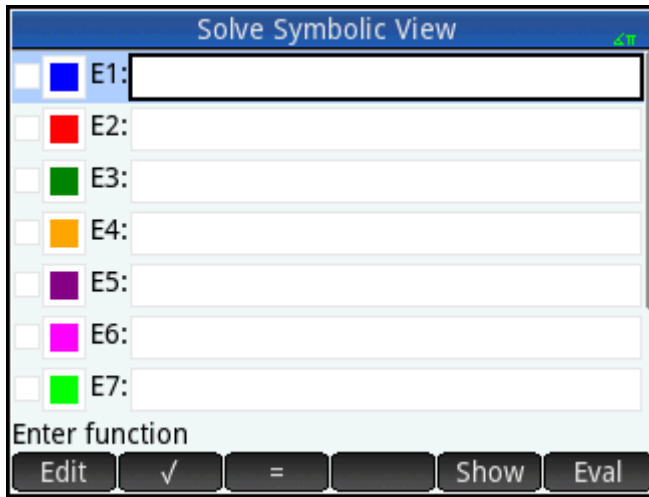 Solve Symbolic View
∡π
E1:
E2:
E3:
E4:
E5:
E6:
E7:
Enter function
Edit √ = Show Eval